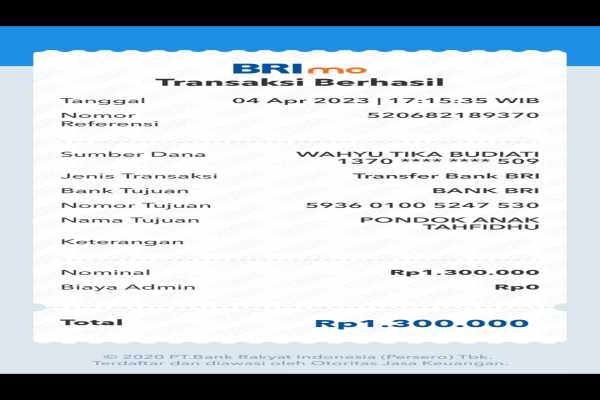 BRImo
Transaksi Berhasil
Tanggal 04 Apr 2023 | 17:15:35 WIB
Nomor Referensi 520682189370
Sumber Dana WAHYU TIKA BUDIATI
1370 **** **** 509
Jenis Transaksi Transfer Bank BRI
Bank Tujuan BANK BRI
Nomor Tujuan 5936 0100 5247 530
Nama Tujuan PONDOK ANAK
TAHFIDHU
Keterangan
Nominal Rp1.300.000
Biaya Admin Rp0
Total Rp1.300.000
© 2020 PT.Bank Rakyat Indonesia (Persero) Tbk.
Terdaftar dan diawasi oleh Otoritas Jasa Keuangan.